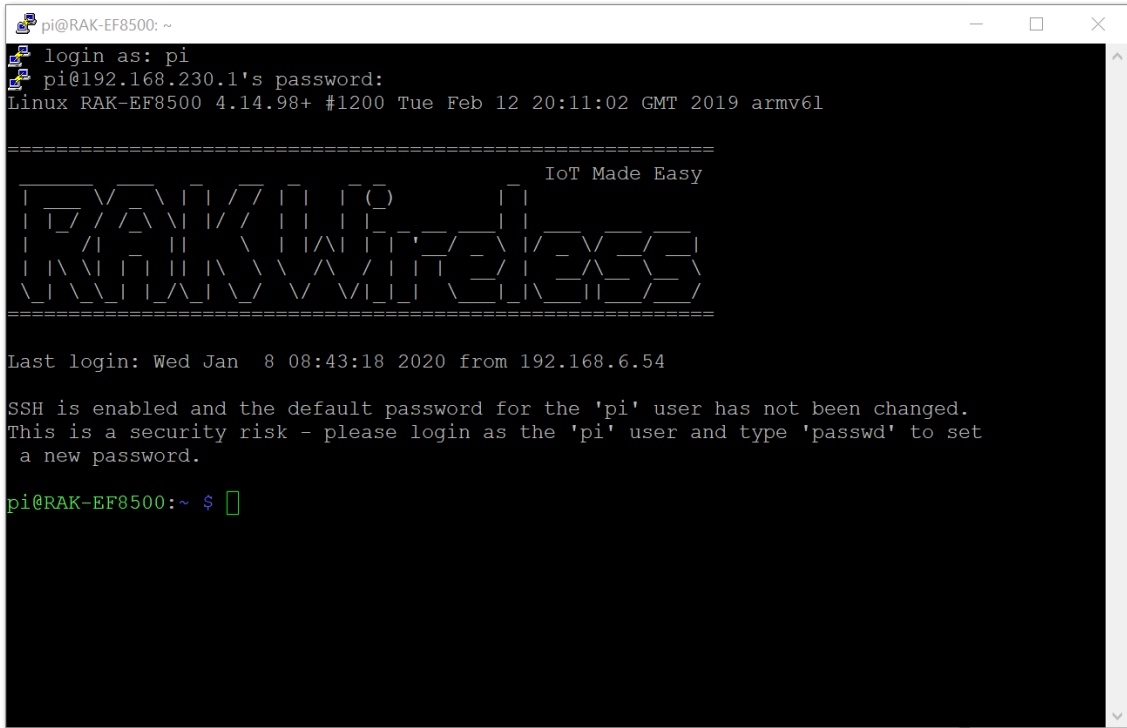 pi@RAK-EF8500: ~
login as: pi
pi@192.168.230.1's password:
Linux RAK-EF8500 4.14.98+ #1200 Tue Feb 12 20:11:02 GMT 2019 armv6l
IoT Made Easy
RAKWireless
Last login: Wed Jan  8 08:43:18 2020 from 192.168.6.54
SSH is enabled and the default password for the 'pi' user has not been changed.
This is a security risk - please login as the 'pi' user and type 'passwd' to set
a new password.
pi@RAK-EF8500:~ $